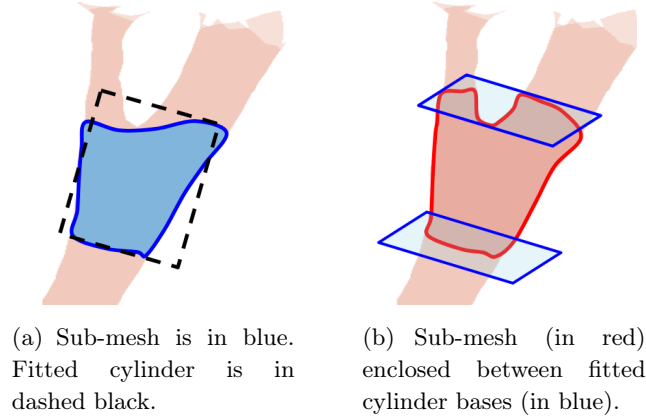 (a) Sub-mesh is in blue.
Fitted cylinder is in
dashed black.
(b) Sub-mesh (in red)
enclosed between fitted
cylinder bases (in blue).